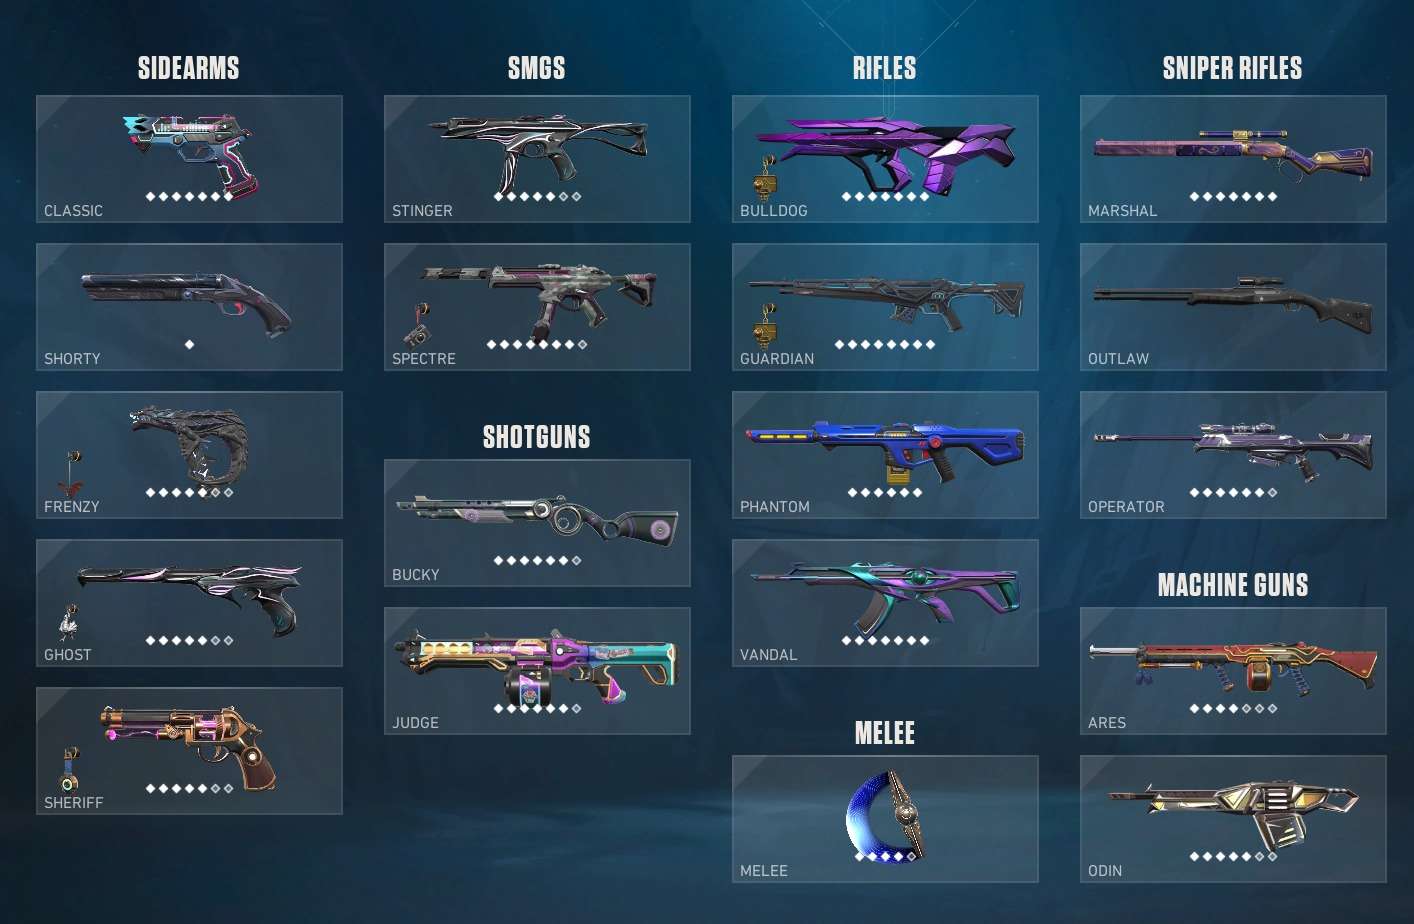 SIDEARMS
CLASSIC
SHORTY
FRENZY
GHOST
SHERIFF
SMGS
STINGER
SPECTRE
SHOTGUNS
BUCKY
JUDGE
RIFLES
BULLDOG
GUARDIAN
PHANTOM
VANDAL
MELEE
MELEE
SNIPER RIFLES
MARSHAL
OUTLAW
OPERATOR
MACHINE GUNS
ARES
ODIN